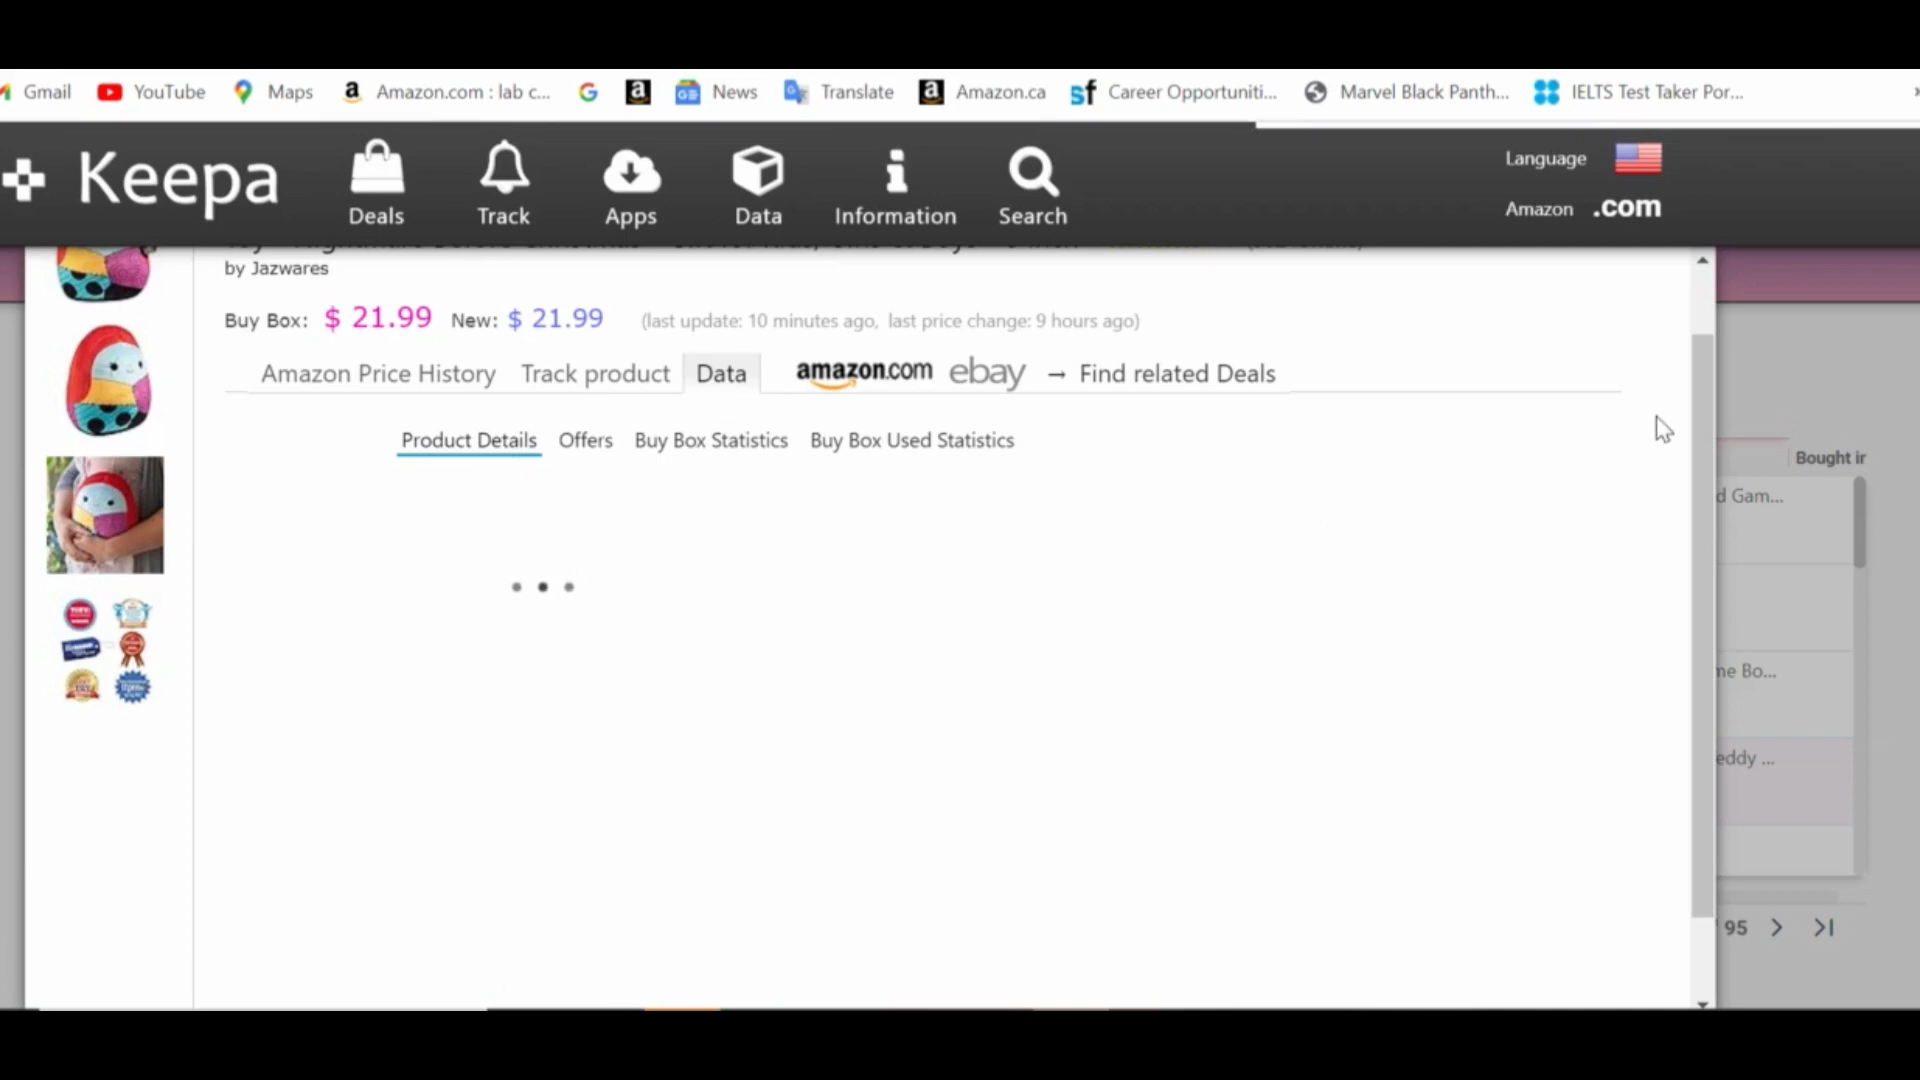 Gmail YouTube Maps Amazon.com : lab c... News Translate Amazon.ca Career Opportuniti... Marvel Black Panth... IELTS Test Taker Por...
Keepa
Deals Track Apps Data Information Search
Language
Amazon .com
by Jazwares
Buy Box: $ 21.99 New: $ 21.99 (last update: 10 minutes ago, last price change: 9 hours ago)
Amazon Price History Track product Data amazon.com ebay → Find related Deals
Product Details Offers Buy Box Statistics Buy Box Used Statistics
Bought ir
d Gam...
me Bo...
eddy ...
95